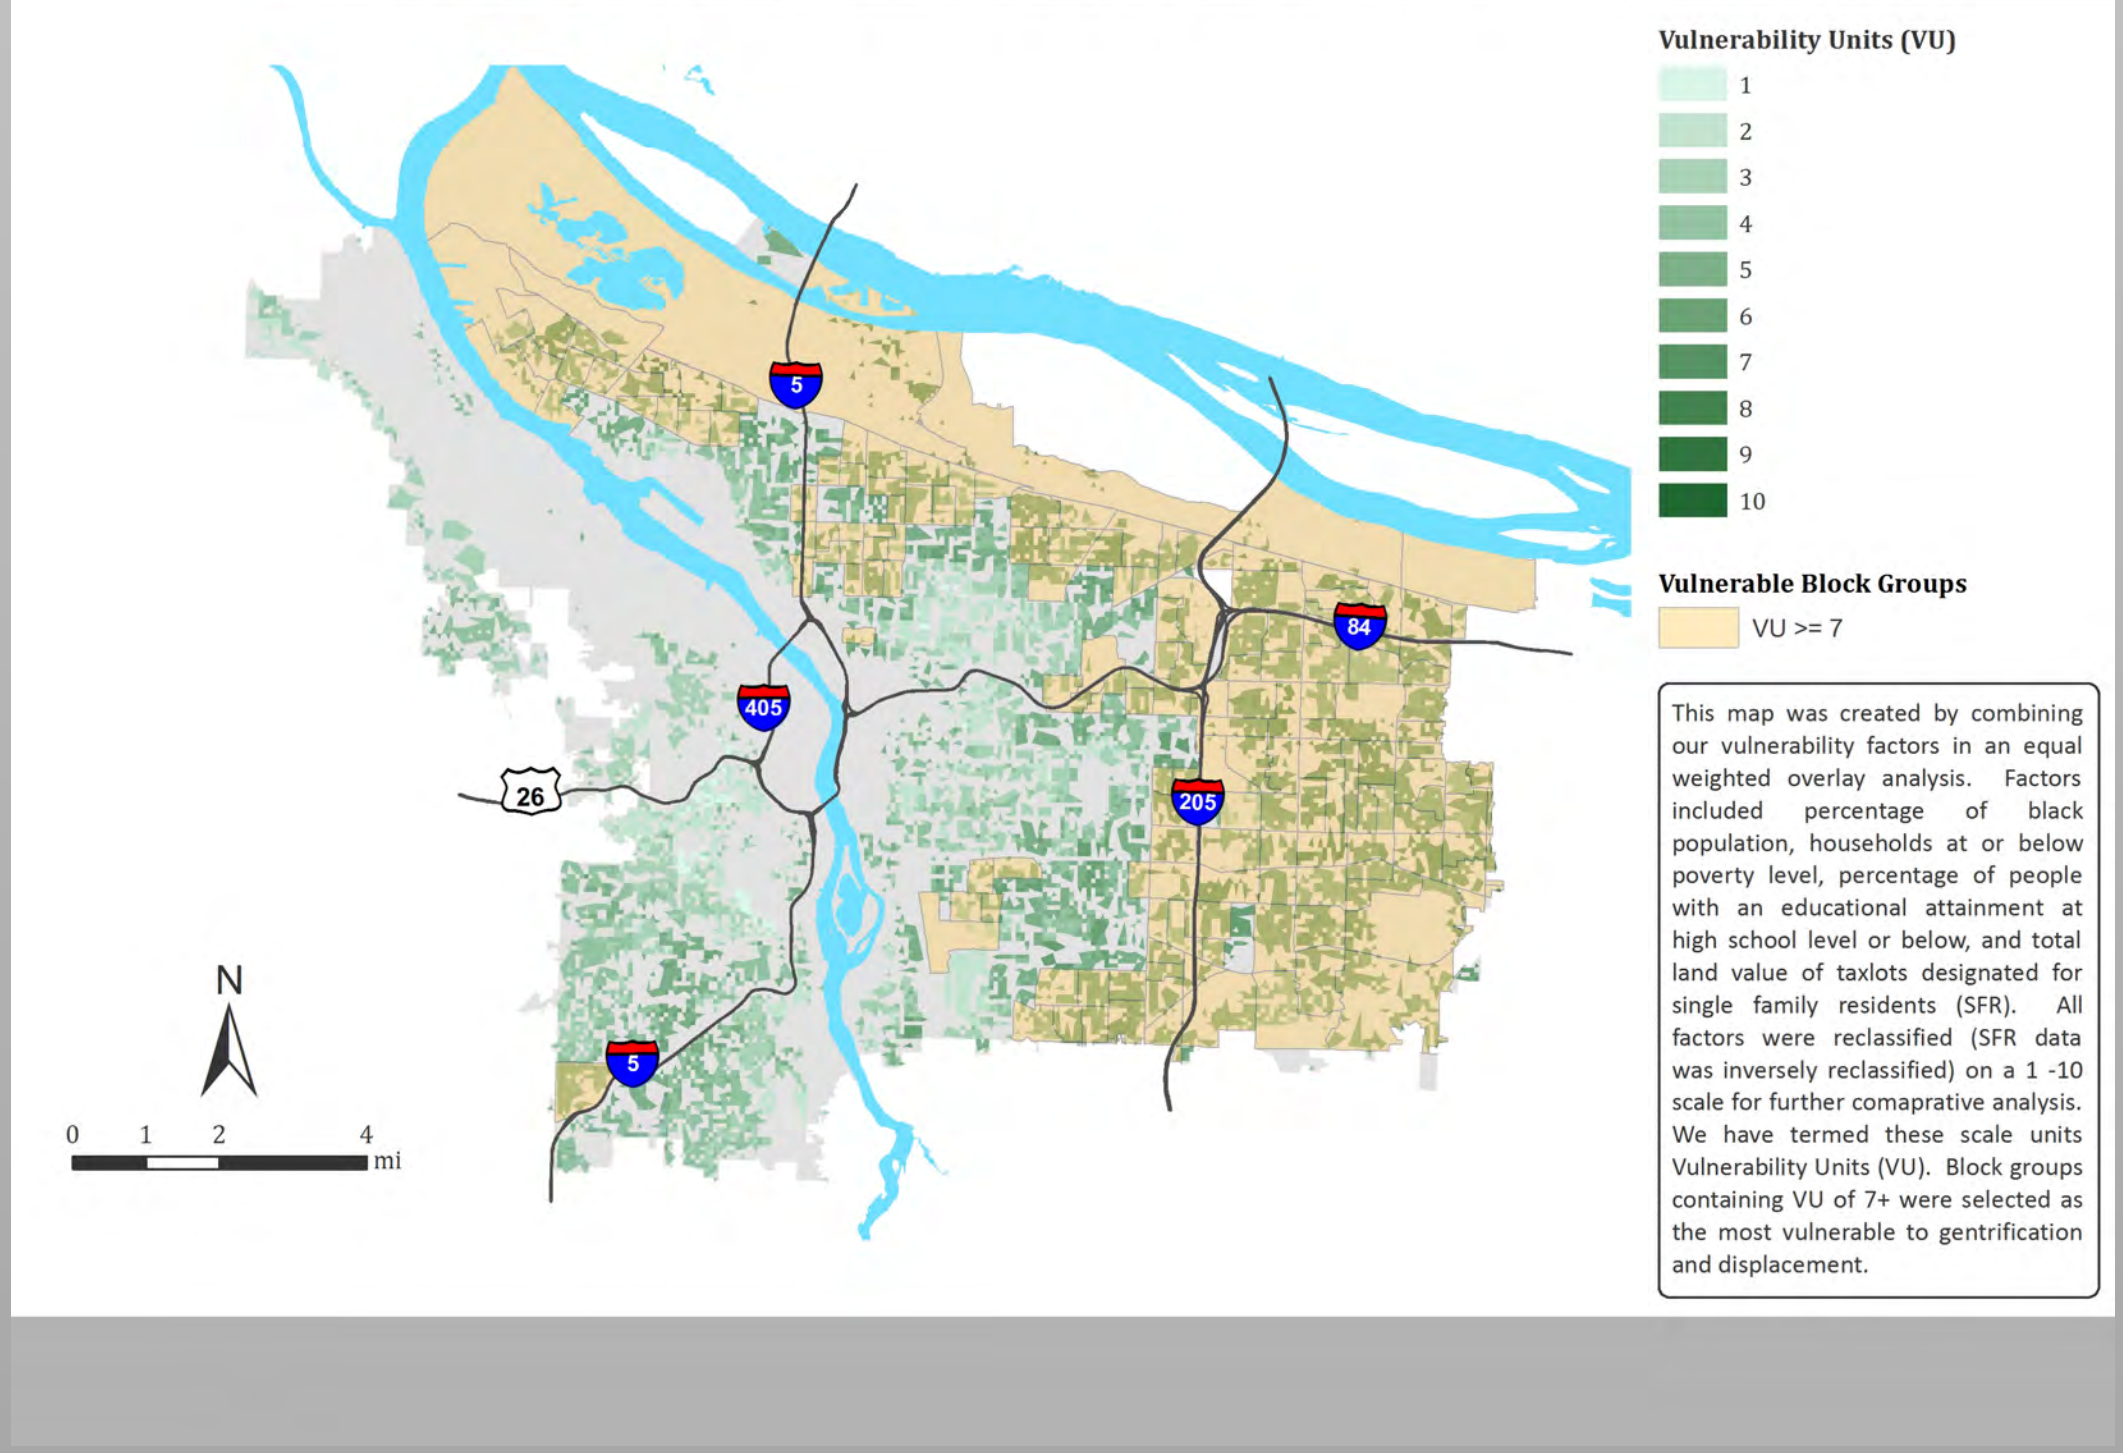 Vulnerability Units (VU)
1
2
3
4
5
6
7
8
9
10
Vulnerable Block Groups
VU >= 7
This map was created by combining
our vulnerability factors in an equal
weighted overlay analysis. Factors
included percentage of black
population, households at or below
poverty level, percentage of people
with an educational attainment at
high school level or below, and total
land value of taxlots designated for
single family residents (SFR). All
factors were reclassified (SFR data
was inversely reclassified) on a 1 -10
scale for further comaprative analysis.
We have termed these scale units
Vulnerability Units (VU). Block groups
containing VU of 7+ were selected as
the most vulnerable to gentrification
and displacement.
5
84
405
26
205
5
N
0 1 2 4
mi